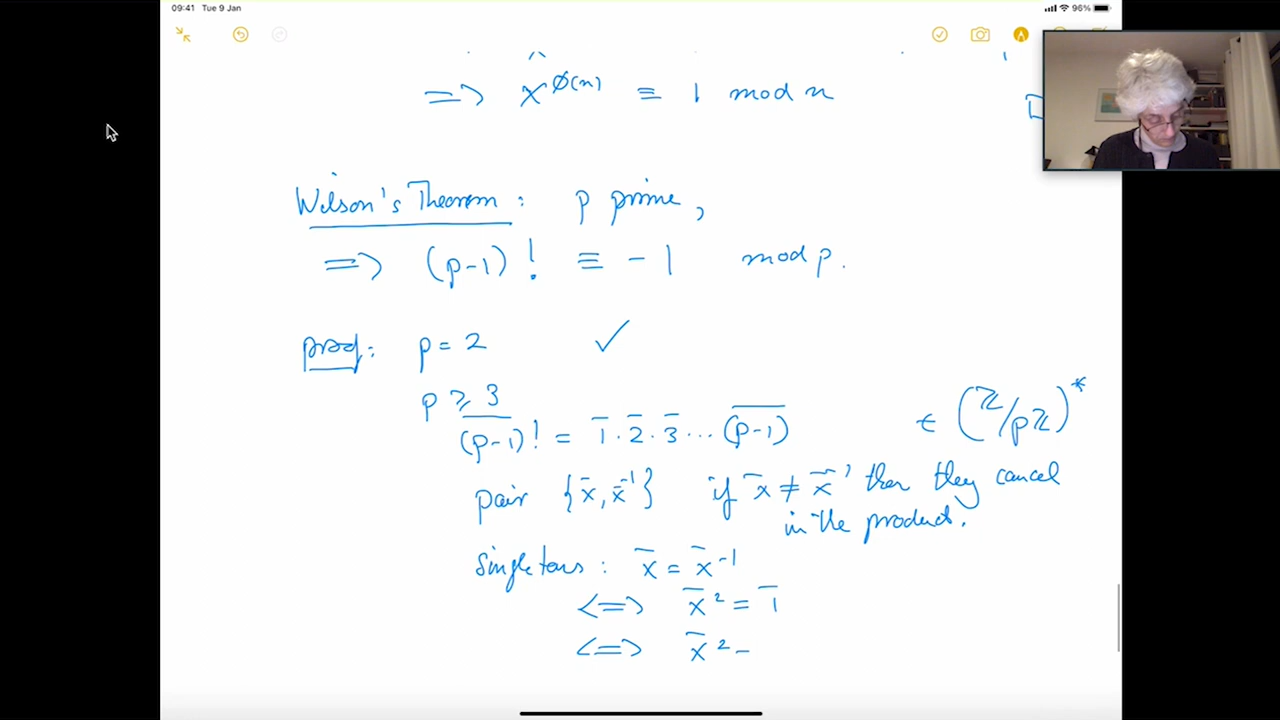 09:41 Tue 9 Jan
96%
=> x^φ(n) ≡ 1 mod n
Wilson's Theorem : p prime,
=> (p-1)! ≡ -1 mod p.
proof: p = 2 ✓
p ⩾ 3
(p-1)! = 1̄ · 2̄ · 3̄ ... (p-1) ∈ (ℤ/pℤ)*
pair {x̄, x̄⁻¹} if x̄ ≠ x̄⁻¹ then they cancel
in the product.
Singletons : x̄ = x̄⁻¹
<=> x̄² = 1̄
<=> x̄² -